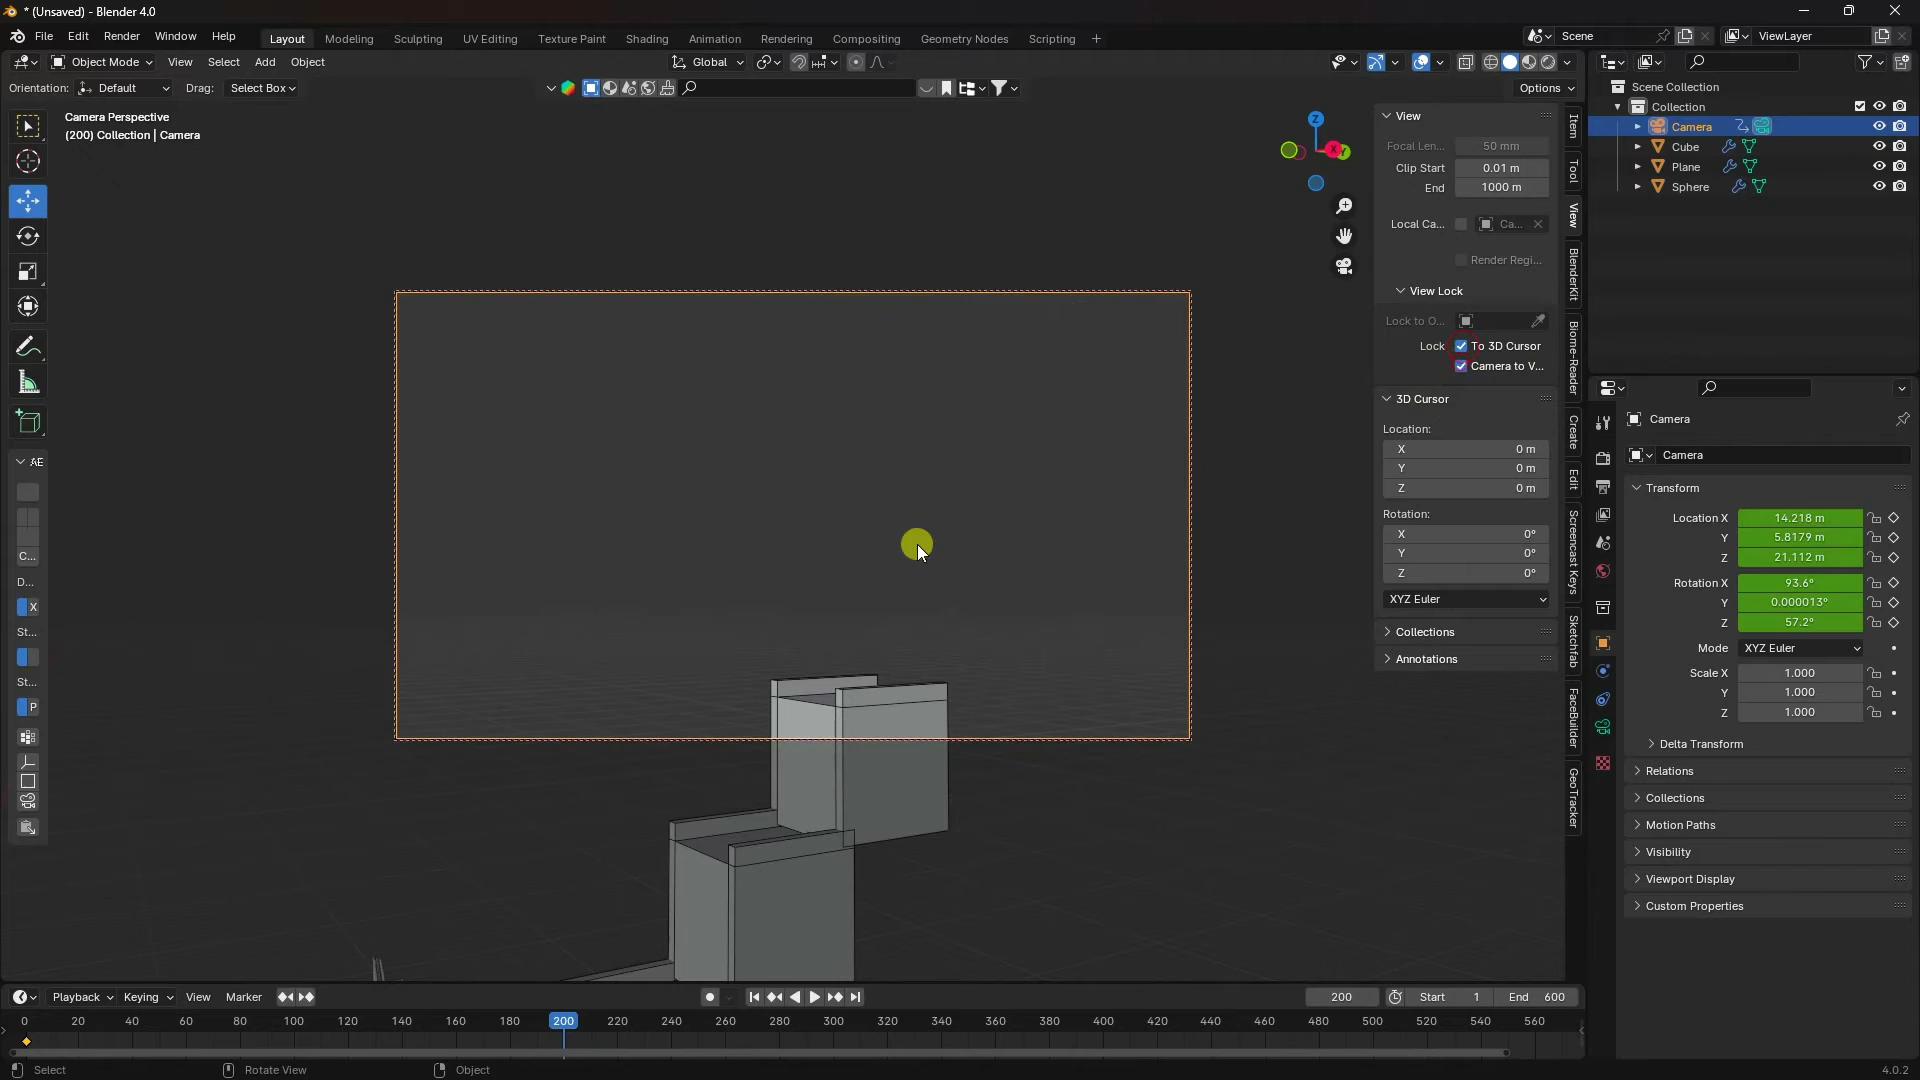 * (Unsaved) - Blender 4.0
File Edit Render Window Help
Layout Modeling Sculpting UV Editing Texture Paint Shading Animation Rendering Compositing Geometry Nodes Scripting +
Scene
ViewLayer
Object Mode View Select Add Object
Global
Orientation: Default Drag: Select Box
Options
Camera Perspective
(200) Collection | Camera
Z
X
Y
View
Focal Len... 50 mm
Clip Start 0.01 m
End 1000 m
Local Ca... Ca...
Render Regi...
View Lock
Lock to O...
Lock To 3D Cursor
Camera to V...
3D Cursor
Location:
X 0 m
Y 0 m
Z 0 m
Rotation:
X 0°
Y 0°
Z 0°
XYZ Euler
Collections
Annotations
Item
Tool
View
BlenderKit
Biome-Reader
Create
Edit
Screencast Keys
Sketchfab
FaceBuilder
GeoTracker
Scene Collection
Collection
Camera
Cube
Plane
Sphere
Camera
Camera
Transform
Location X 14.218 m
Y 5.8179 m
Z 21.112 m
Rotation X 93.6°
Y 0.000013°
Z 57.2°
Mode XYZ Euler
Scale X 1.000
Y 1.000
Z 1.000
Delta Transform
Relations
Collections
Motion Paths
Visibility
Viewport Display
Custom Properties
AE
C...
D...
X
St...
St...
P
Playback Keying View Marker
200 Start 1 End 600
0 20 40 60 80 100 120 140 160 180 200 220 240 260 280 300 320 340 360 380 400 420 440 460 480 500 520 540 560
Select Rotate View Object
4.0.2